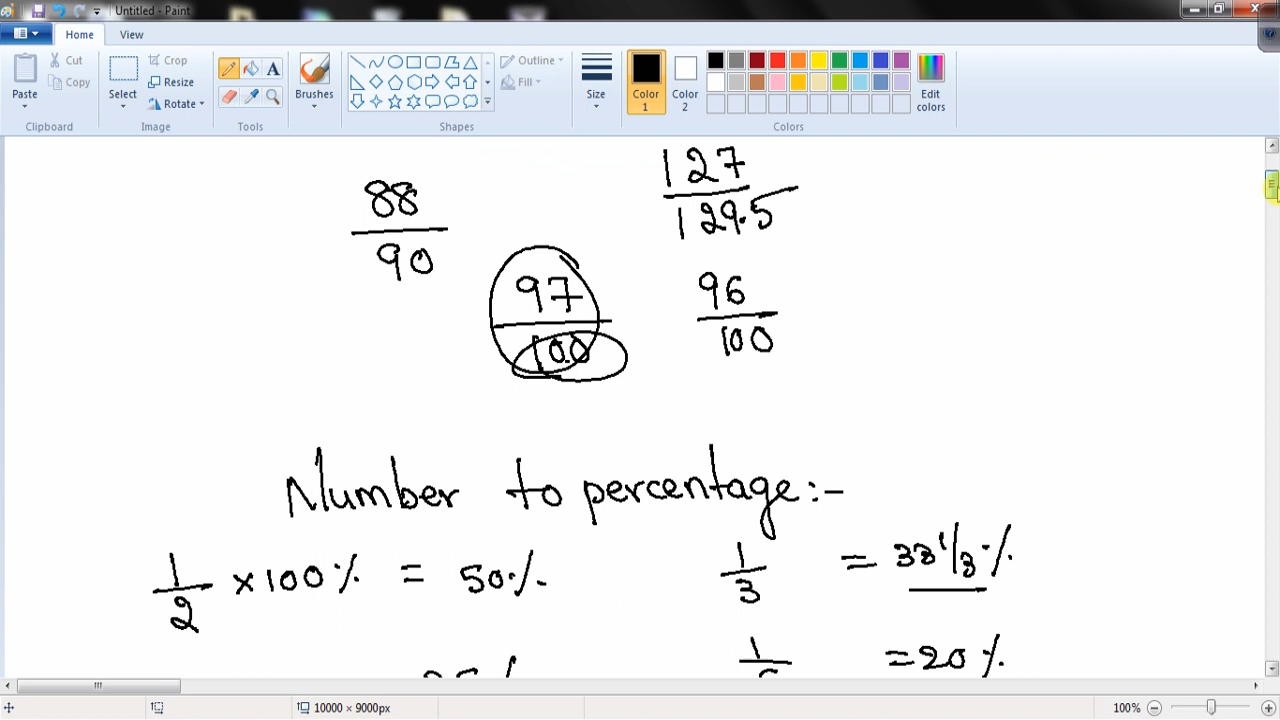 Untitled - Paint
Home View
Paste
Cut
Copy
Clipboard
Select
Crop
Resize
Rotate
Image
A
Tools
Brushes
Outline
Fill
Shapes
Size
Color 1
Color 2
Edit colors
Colors
88/90
127/129.5
97/100
96/100
Number to percentage:-
1/2 ×100% = 50%
1/3 = 33 1/3%
= 20%
10000 × 9000px
100%